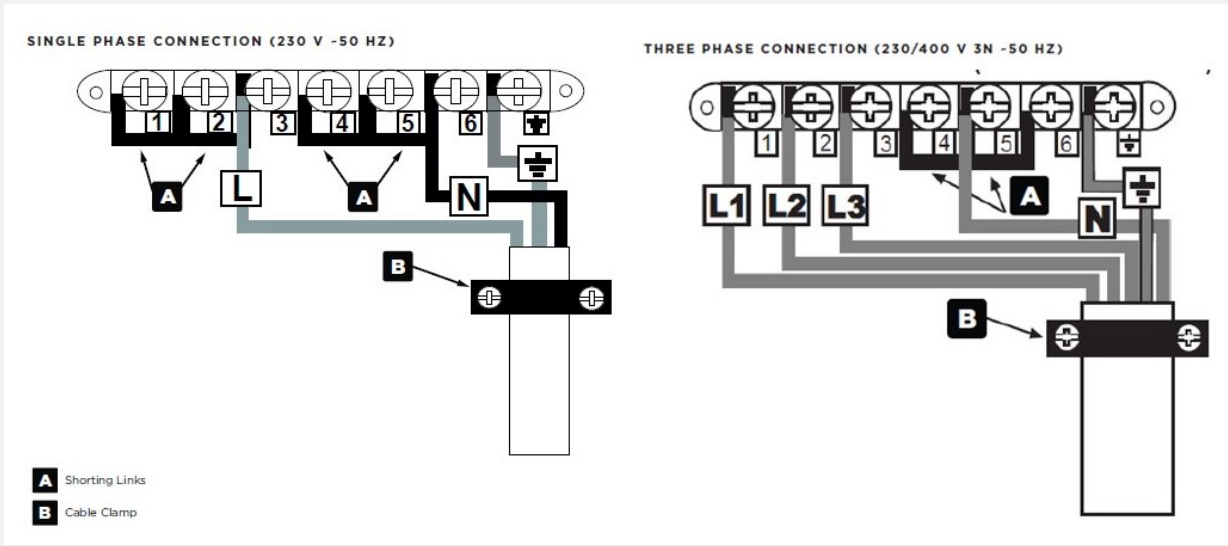 SINGLE PHASE CONNECTION (230 V ~50 HZ)
1 2 3 4 5 6
A A
L N
B
A Shorting Links
B Cable Clamp
THREE PHASE CONNECTION (230/400 V 3N ~50 HZ)
1 2 3 4 5 6
L1 L2 L3 A N
B